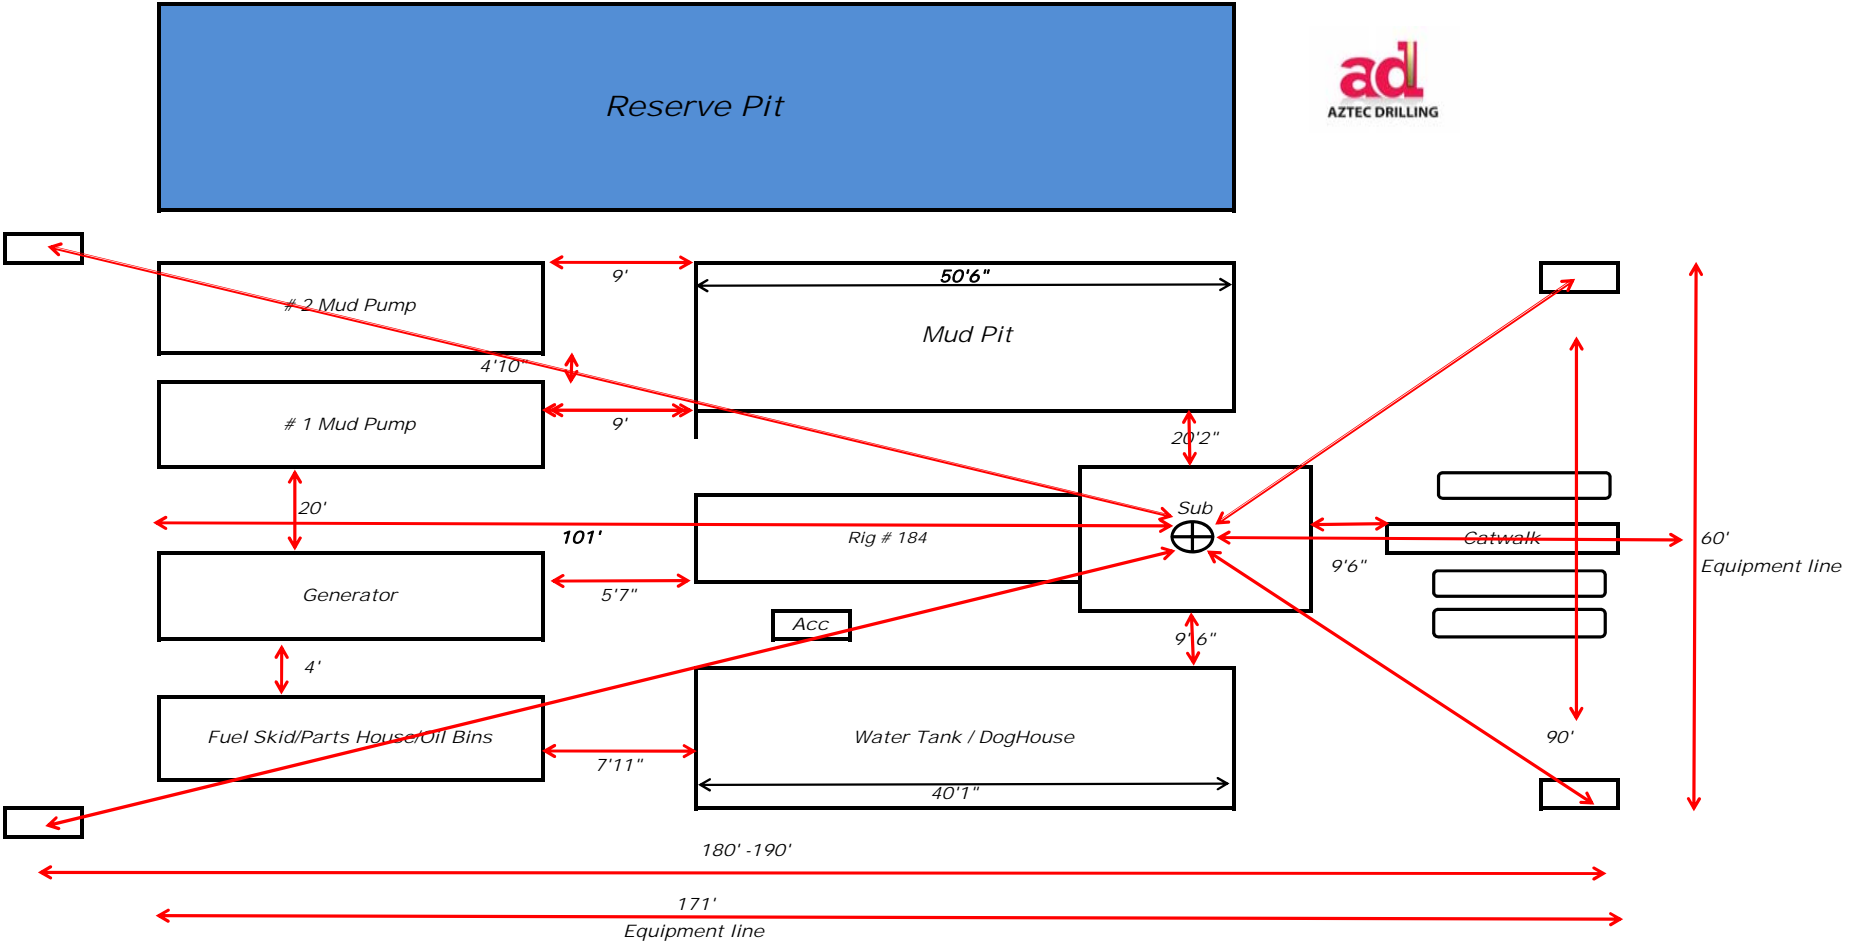 Reserve Pit
ad
AZTEC DRILLING
9'
50'6"
# 2 Mud Pump
Mud Pit
4'10"
# 1 Mud Pump
9'
20'2"
20'
Sub
101'
Rig # 184
Catwalk
60'
Equipment line
9'6"
Generator
5'7"
Acc
9' 6"
4'
Fuel Skid/Parts House/Oil Bins
Water Tank / DogHouse
90'
7'11"
40'1"
180' -190'
171'
Equipment line